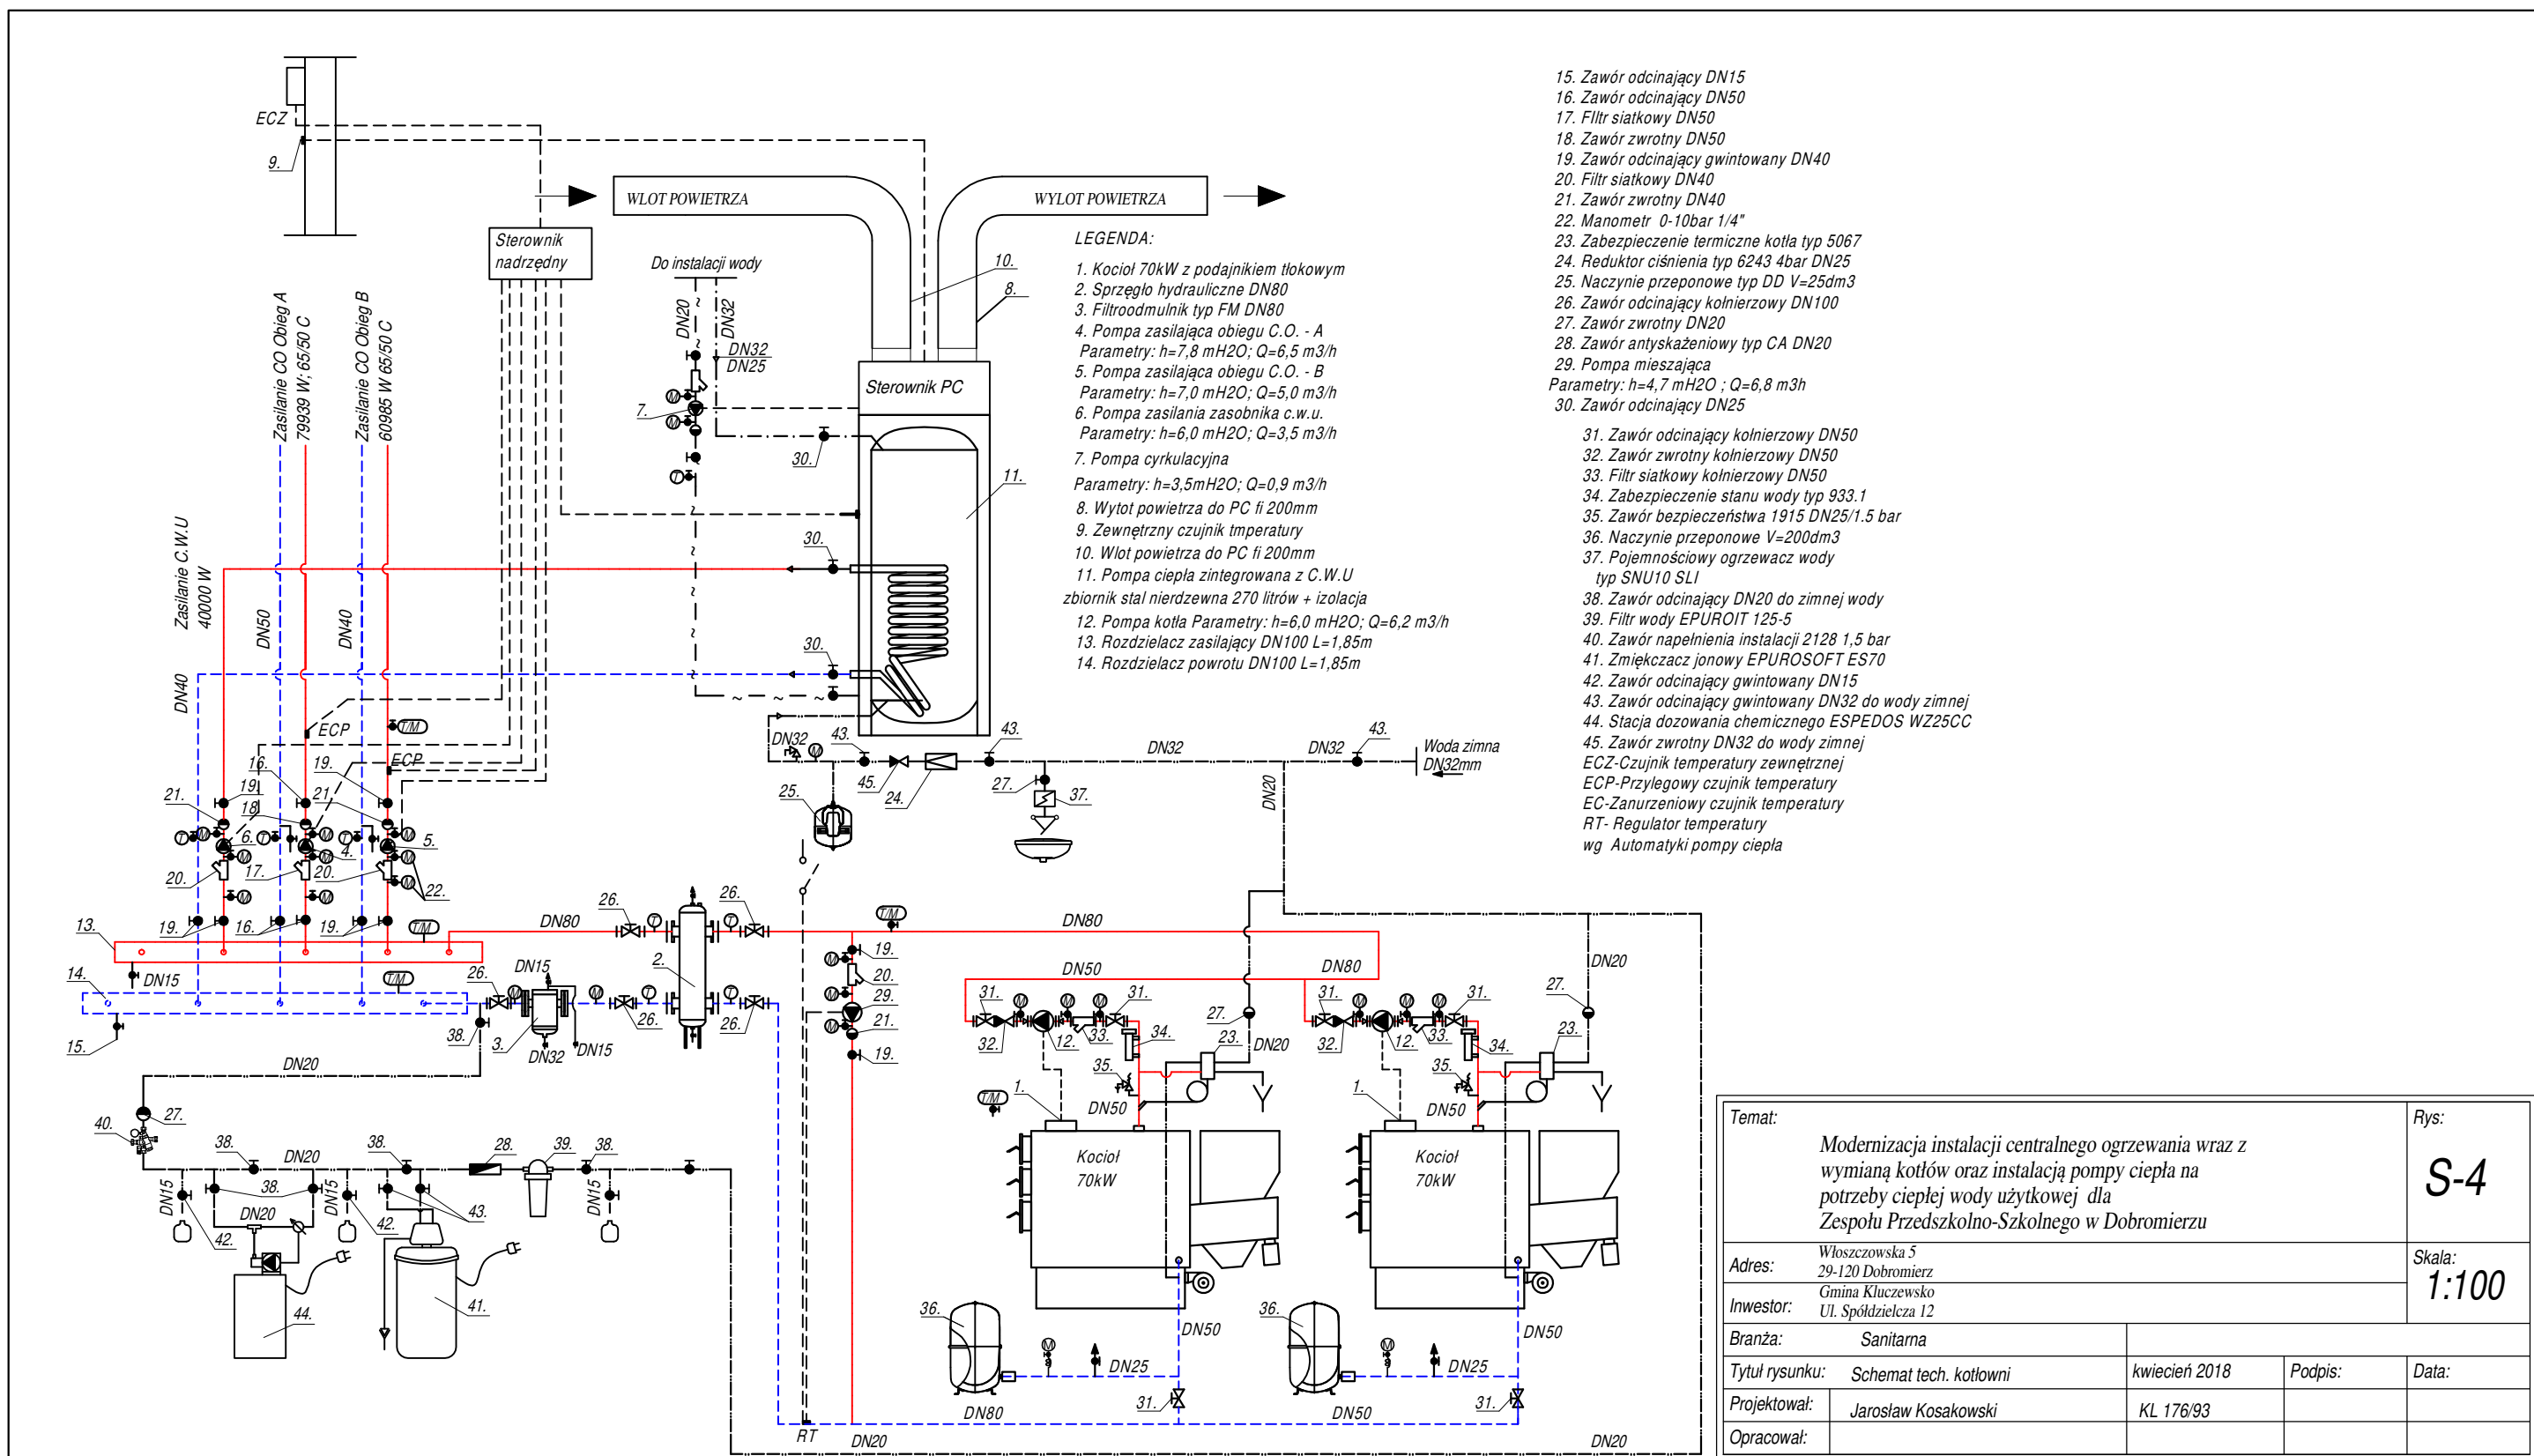 ECZ
9.
WLOT POWIETRZA
WYLOT POWIETRZA
Sterownik
nadrzędny
Do instalacji wody
DN20
DN32
DN32
DN25
7.
30.
10.
8.
Sterownik PC
11.
Zasilanie CO Obieg A
79939 W; 65/50 C
Zasilanie CO Obieg B
60985 W 65/50 C
Zasilanie C.W.U
40000 W
DN50
DN40
DN40
30.
30.
LEGENDA:
1. Kocioł 70kW z podajnikiem tłokowym
2. Sprzęgło hydrauliczne DN80
3. Filtroodmulnik typ FM DN80
4. Pompa zasilająca obiegu C.O. - A
Parametry: h=7,8 mH2O; Q=6,5 m3/h
5. Pompa zasilająca obiegu C.O. - B
Parametry: h=7,0 mH2O; Q=5,0 m3/h
6. Pompa zasilania zasobnika c.w.u.
Parametry: h=6,0 mH2O; Q=3,5 m3/h
7. Pompa cyrkulacyjna
Parametry: h=3,5mH2O; Q=0,9 m3/h
8. Wytot powietrza do PC fi 200mm
9. Zewnętrzny czujnik tmperatury
10. Wlot powietrza do PC fi 200mm
11. Pompa ciepła zintegrowana z C.W.U
zbiornik stal nierdzewna 270 litrów + izolacja
12. Pompa kotła Parametry: h=6,0 mH2O; Q=6,2 m3/h
13. Rozdzielacz zasilający DN100 L=1,85m
14. Rozdzielacz powrotu DN100 L=1,85m
15. Zawór odcinający DN15
16. Zawór odcinający DN50
17. FIltr siatkowy DN50
18. Zawór zwrotny DN50
19. Zawór odcinający gwintowany DN40
20. Filtr siatkowy DN40
21. Zawór zwrotny DN40
22. Manometr 0-10bar 1/4"
23. Zabezpieczenie termiczne kotła typ 5067
24. Reduktor ciśnienia typ 6243 4bar DN25
25. Naczynie przeponowe typ DD V=25dm3
26. Zawór odcinający kołnierzowy DN100
27. Zawór zwrotny DN20
28. Zawór antyskażeniowy typ CA DN20
29. Pompa mieszająca
Parametry: h=4,7 mH2O ; Q=6,8 m3h
30. Zawór odcinający DN25
31. Zawór odcinający kołnierzowy DN50
32. Zawór zwrotny kołnierzowy DN50
33. Filtr siatkowy kołnierzowy DN50
34. Zabezpieczenie stanu wody typ 933.1
35. Zawór bezpieczeństwa 1915 DN25/1.5 bar
36. Naczynie przeponowe V=200dm3
37. Pojemnościowy ogrzewacz wody
typ SNU10 SLI
38. Zawór odcinający DN20 do zimnej wody
39. Filtr wody EPUROIT 125-5
40. Zawór napełnienia instalacji 2128 1,5 bar
41. Zmiękczacz jonowy EPUROSOFT ES70
42. Zawór odcinający gwintowany DN15
43. Zawór odcinający gwintowany DN32 do wody zimnej
44. Stacja dozowania chemicznego ESPEDOS WZ25CC
45. Zawór zwrotny DN32 do wody zimnej
ECZ-Czujnik temperatury zewnętrznej
ECP-Przylegowy czujnik temperatury
EC-Zanurzeniowy czujnik temperatury
RT- Regulator temperatury
wg Automatyki pompy ciepła
ECP
T/M
ECP
16.
19.
21.
19.
18.
21.
6.
4.
5.
20.
17.
20.
22.
19.
16.
19.
T/M
13.
DN15
14.
T/M
15.
DN32
43.
43.
DN32
DN32
43.
Woda zimna
DN32mm
45.
24.
25.
27.
37.
DN20
DN80
26.
26.
2.
T/M
DN80
26.
DN15
26.
26.
38.
3.
DN32
DN15
19.
20.
29.
21.
19.
DN50
DN80
31.
31.
31.
31.
32.
12.
33.
34.
32.
12.
33.
34.
27.
DN20
23.
27.
DN20
23.
35.
35.
T/M
1.
DN50
1.
DN50
Kocioł
70kW
Kocioł
70kW
DN20
27.
40.
38.
DN20
38.
28.
39.
38.
DN15
38.
DN15
DN15
DN20
42.
42.
43.
44.
41.
36.
36.
DN50
DN50
DN25
DN25
31.
31.
DN80
DN50
RT
DN20
DN20
Temat:
Modernizacja instalacji centralnego ogrzewania wraz z
wymianą kotłów oraz instalacją pompy ciepła na
potrzeby ciepłej wody użytkowej dla
Zespołu Przedszkolno-Szkolnego w Dobromierzu
Rys:
S-4
Adres:
Włoszczowska 5
29-120 Dobromierz
Skala:
1:100
Inwestor:
Gmina Kluczewsko
Ul. Spółdzielcza 12
Branża: Sanitarna
Tytuł rysunku: Schemat tech. kotłowni kwiecień 2018 Podpis: Data:
Projektował: Jarosław Kosakowski KL 176/93
Opracował: